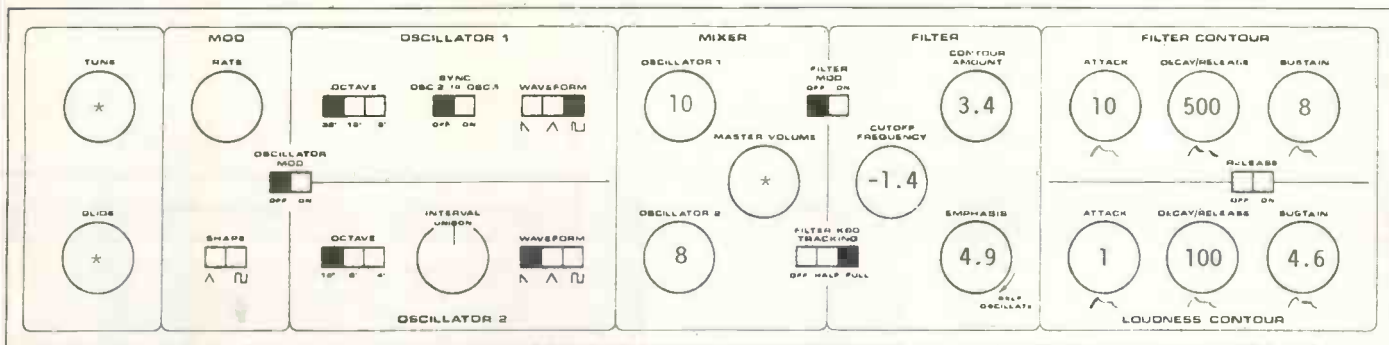 MOD
OSCILLATOR 1
MIXER
FILTER
FILTER CONTOUR
TUNE
*
RATE
OCTAVE
32' 16' 8'
SYNC
OSC 2 TO OSC 1
OFF ON
WAVEFORM
OSCILLATOR 1
10
FILTER
MOD
OFF ON
CONTOUR
AMOUNT
3.4
ATTACK
10
DECAY/RELEASE
500
SUSTAIN
8
MASTER VOLUME
*
CUTOFF
FREQUENCY
-1.4
OSCILLATOR
MOD
OFF ON
RELEASE
OFF ON
GLIDE
*
SHAPE
OCTAVE
16' 8' 4'
INTERVAL
UNISON
WAVEFORM
OSCILLATOR 2
8
FILTER KBD
TRACKING
OFF HALF FULL
EMPHASIS
4.9
SELF
OSCILLATE
ATTACK
1
DECAY/RELEASE
100
SUSTAIN
4.6
OSCILLATOR 2
LOUDNESS CONTOUR